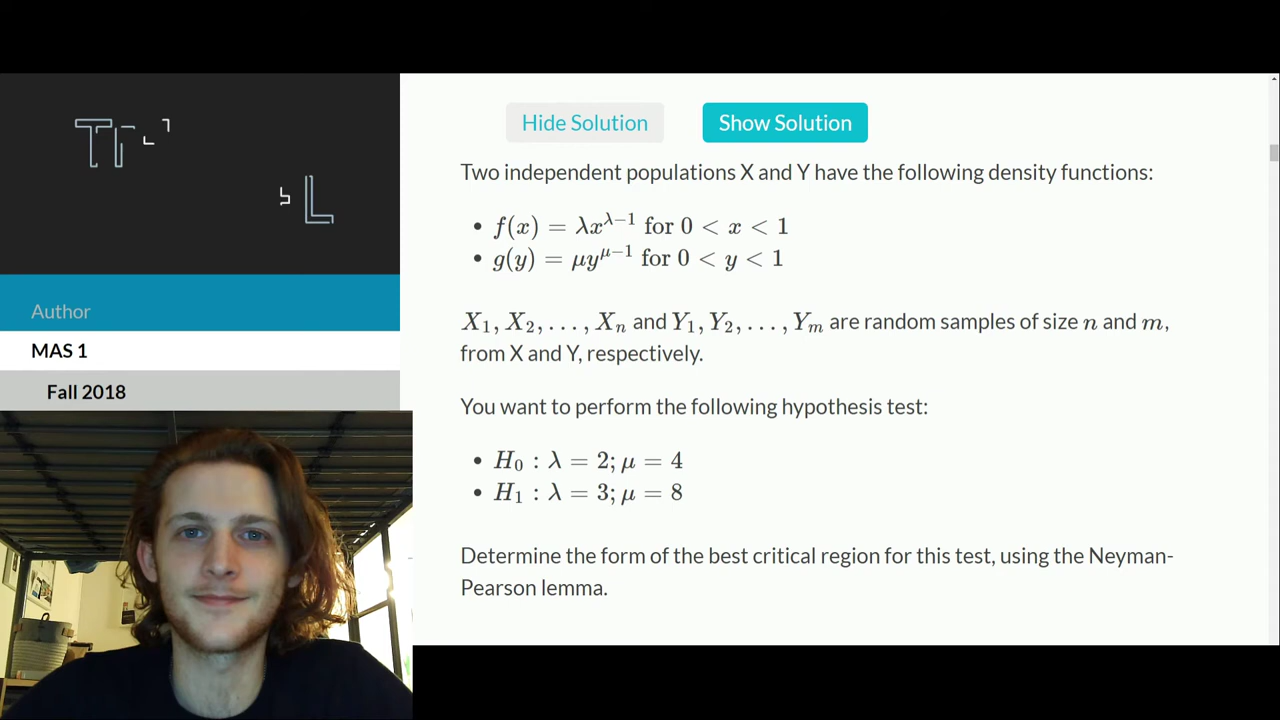 Hide Solution
Show Solution
Two independent populations X and Y have the following density functions:
• f(x) = λx^{λ−1} for 0 < x < 1
• g(y) = μy^{μ−1} for 0 < y < 1
X₁, X₂, . . . , Xₙ and Y₁, Y₂, . . . , Yₘ are random samples of size n and m,
from X and Y, respectively.
You want to perform the following hypothesis test:
• H₀ : λ = 2; μ = 4
• H₁ : λ = 3; μ = 8
Determine the form of the best critical region for this test, using the Neyman-
Pearson lemma.
Author
MAS 1
Fall 2018